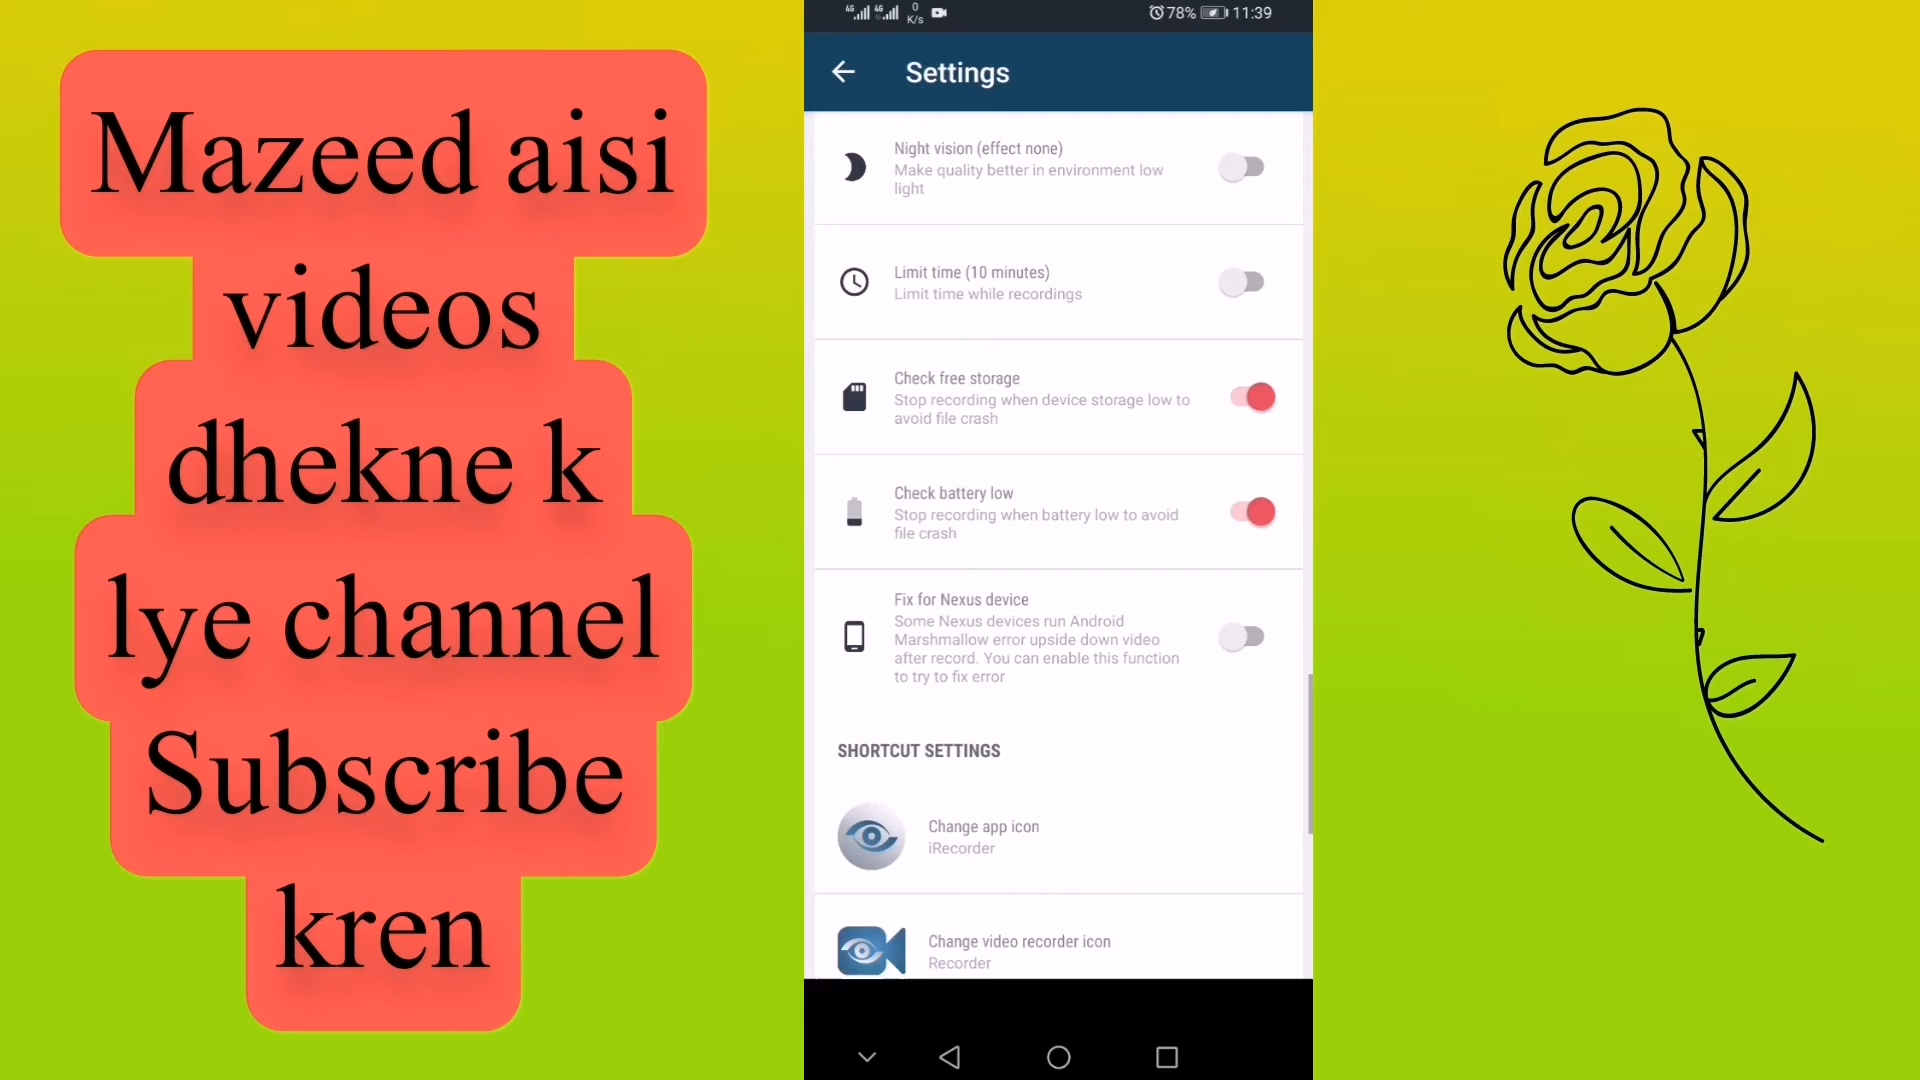 Mazeed aisi
videos
dhekne k
lye channel
Subscribe
kren
4G 4G 0 K/s 78% 11:39
Settings
Night vision (effect none)
Make quality better in environment low
light
Limit time (10 minutes)
Limit time while recordings
Check free storage
Stop recording when device storage low to
avoid file crash
Check battery low
Stop recording when battery low to avoid
file crash
Fix for Nexus device
Some Nexus devices run Android
Marshmallow error upside down video
after record. You can enable this function
to try to fix error
SHORTCUT SETTINGS
Change app icon
iRecorder
Change video recorder icon
Recorder